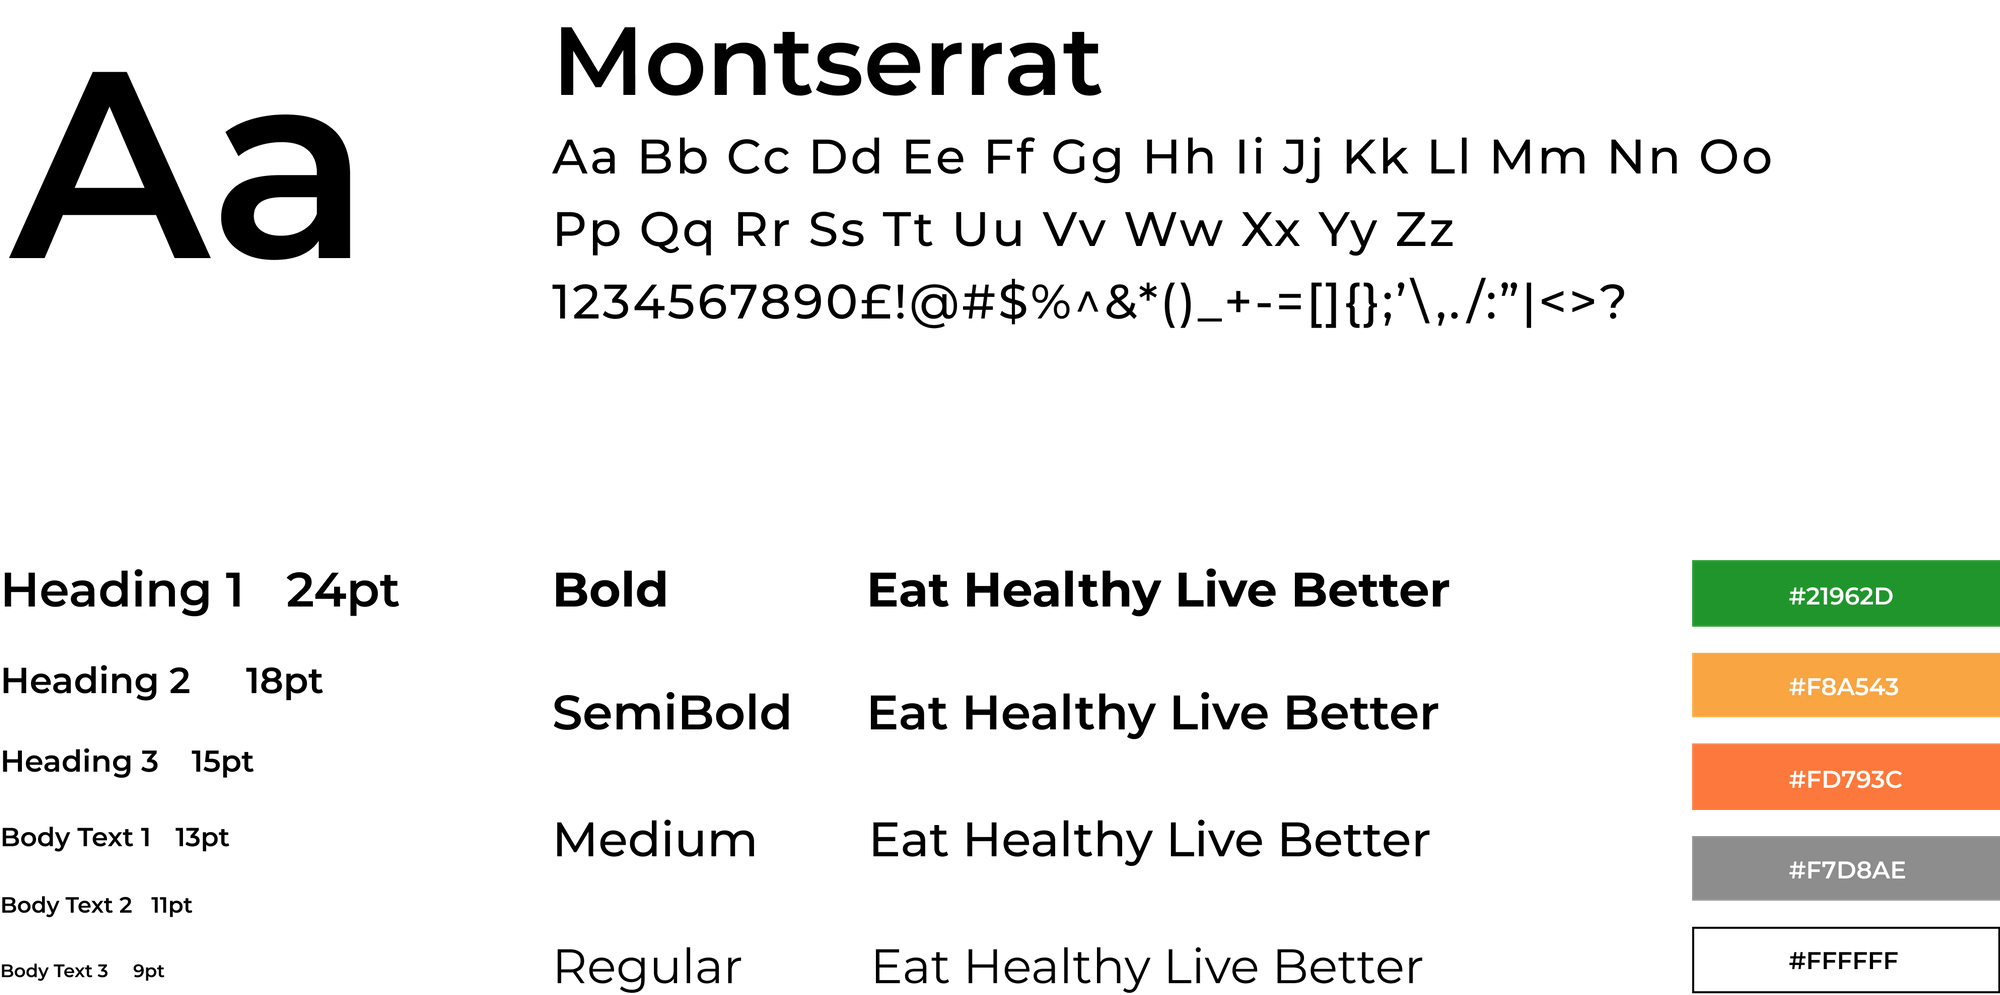 Aa
Montserrat
Aa Bb Cc Dd Ee Ff Gg Hh Ii Jj Kk Ll Mm Nn Oo
Pp Qq Rr Ss Tt Uu Vv Ww Xx Yy Zz
1234567890£!@#$%^&*()_+-=[]{};’\,./:”|<>?
Heading 1 24pt
Heading 2 18pt
Heading 3 15pt
Body Text 1 13pt
Body Text 2 11pt
Body Text 3 9pt
Bold Eat Healthy Live Better
SemiBold Eat Healthy Live Better
Medium Eat Healthy Live Better
Regular Eat Healthy Live Better
#21962D
#F8A543
#FD793C
#F7D8AE
#FFFFFF